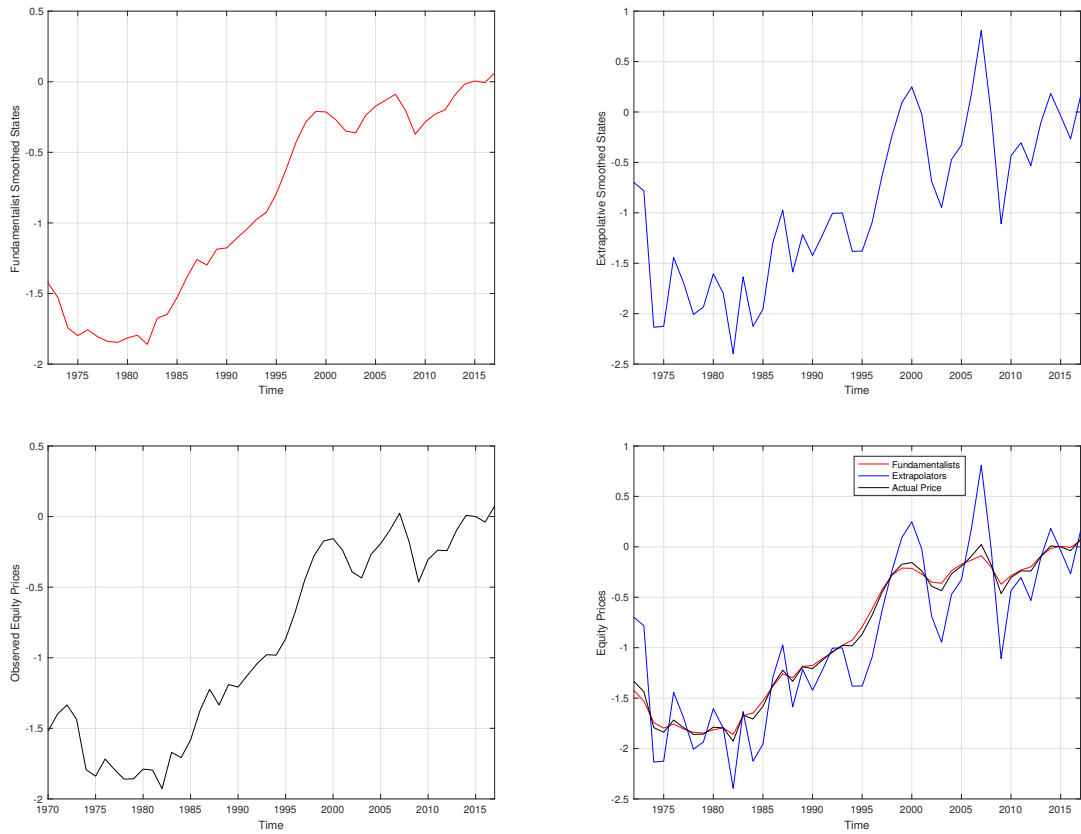 0.5
0
-0.5
-1
-1.5
-2
Fundamentalist Smoothed States
1975 1980 1985 1990 1995 2000 2005 2010 2015
Time
1
0.5
0
-0.5
-1
-1.5
-2
-2.5
Extrapolative Smoothed States
1975 1980 1985 1990 1995 2000 2005 2010 2015
Time
0.5
0
-0.5
-1
-1.5
-2
Observed Equity Prices
1970 1975 1980 1985 1990 1995 2000 2005 2010 2015
Time
1
0.5
0
-0.5
-1
-1.5
-2
-2.5
Equity Prices
Fundamentalists
Extrapolators
Actual Price
1975 1980 1985 1990 1995 2000 2005 2010 2015
Time